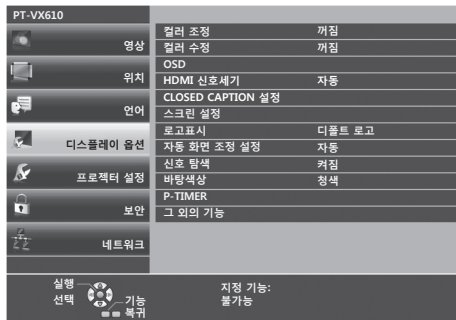 PT-VX610
영상
위치
언어
디스플레이 옵션
프로젝터 설정
보안
네트워크
컬러 조정 꺼짐
컬러 수정 꺼짐
OSD
HDMI 신호세기 자동
CLOSED CAPTION 설정
스크린 설정
로고표시 디폴트 로고
자동 화면 조정 설정 자동
신호 탐색 켜짐
바탕색상 청색
P-TIMER
그 외의 기능
실행
선택
기능
복귀
지정 기능:
불가능